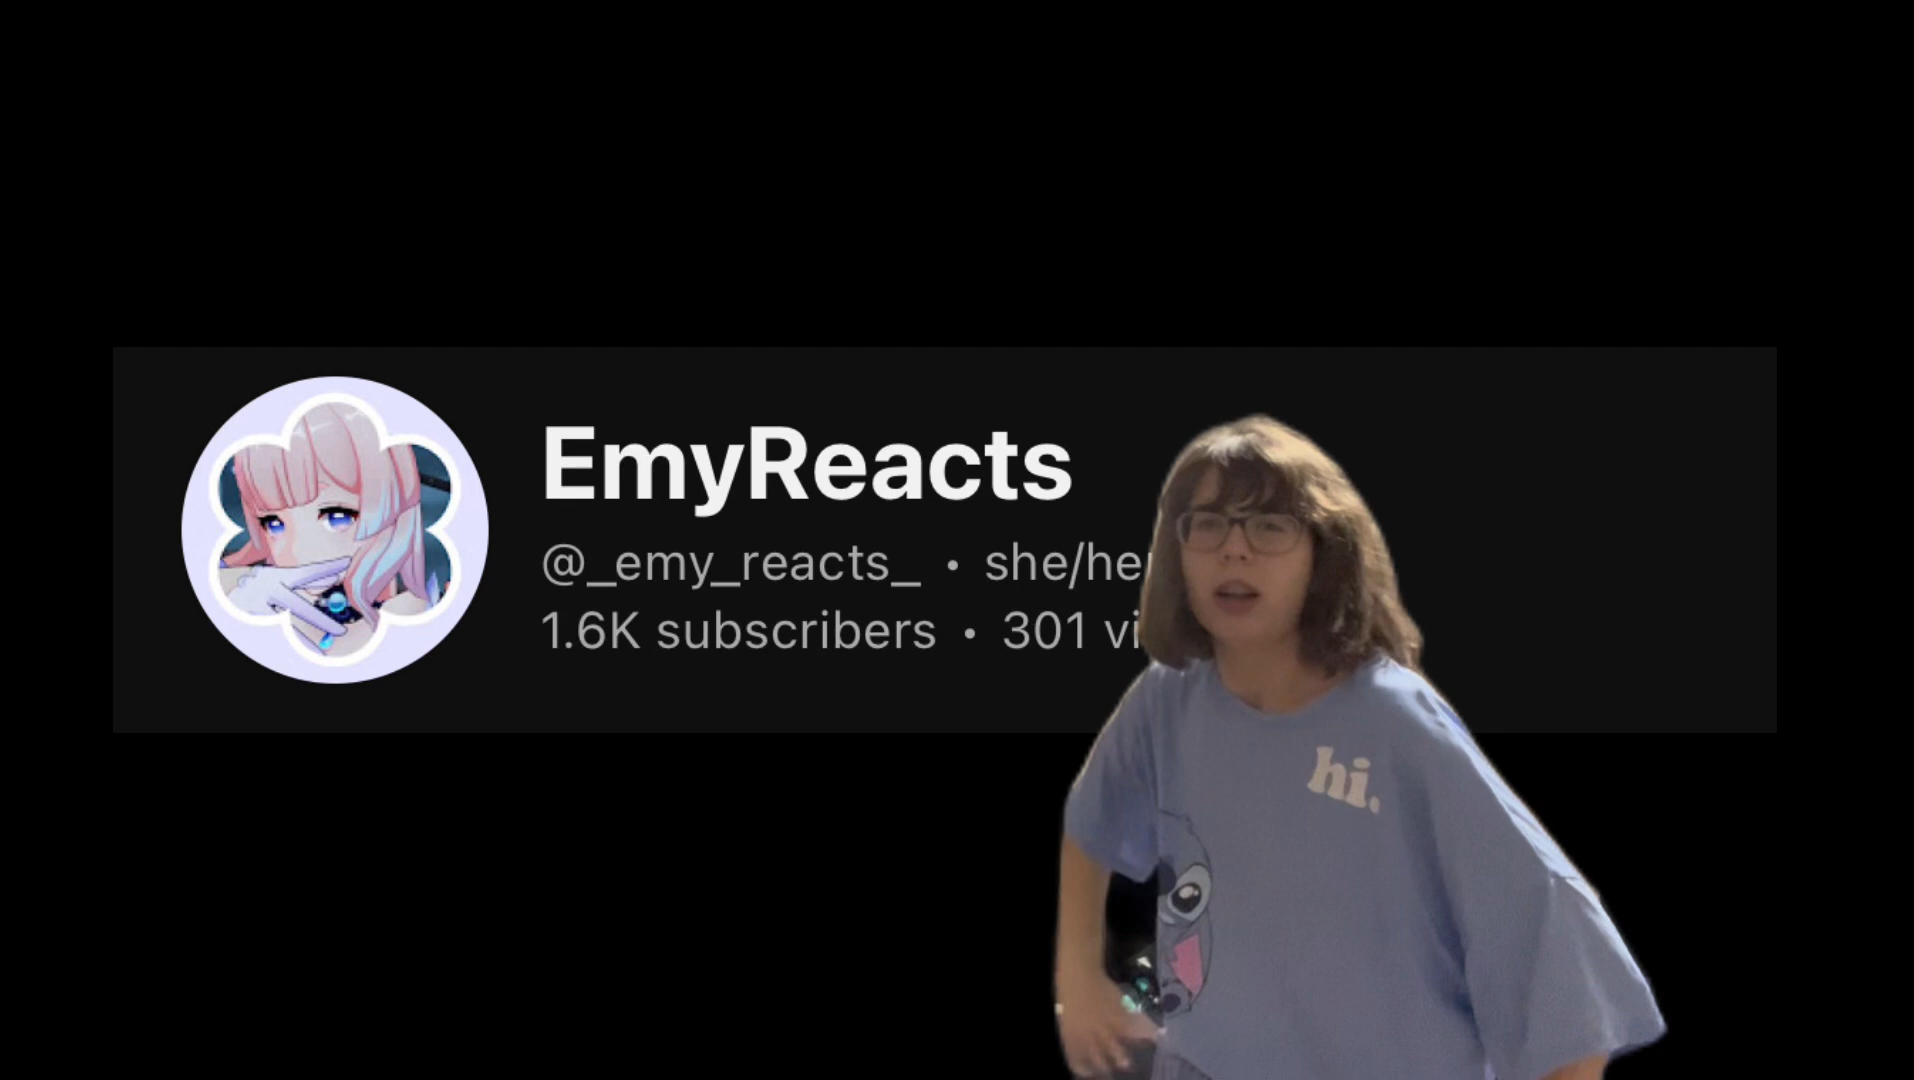 EmyReacts
@_emy_reacts_ • she/he
1.6K subscribers • 301 vi
hi.